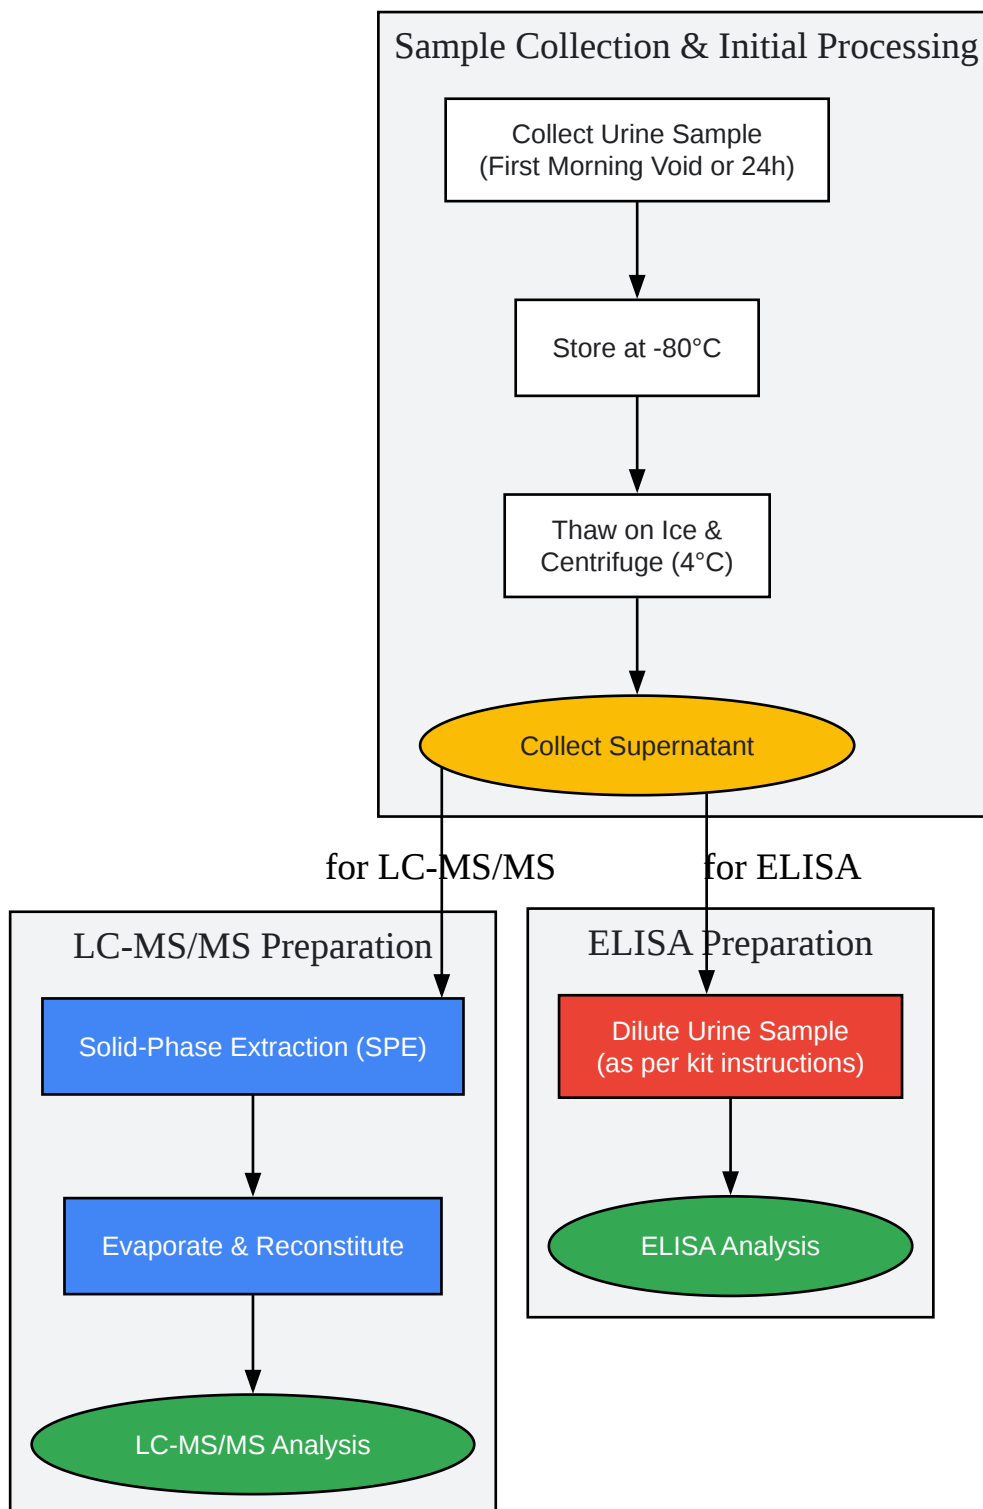 Sample Collection & Initial Processing
Collect Urine Sample
(First Morning Void or 24h)
Store at -80°C
Thaw on Ice &
Centrifuge (4°C)
Collect Supernatant
for LC-MS/MS
for ELISA
LC-MS/MS Preparation
Solid-Phase Extraction (SPE)
Evaporate & Reconstitute
LC-MS/MS Analysis
ELISA Preparation
Dilute Urine Sample
(as per kit instructions)
ELISA Analysis